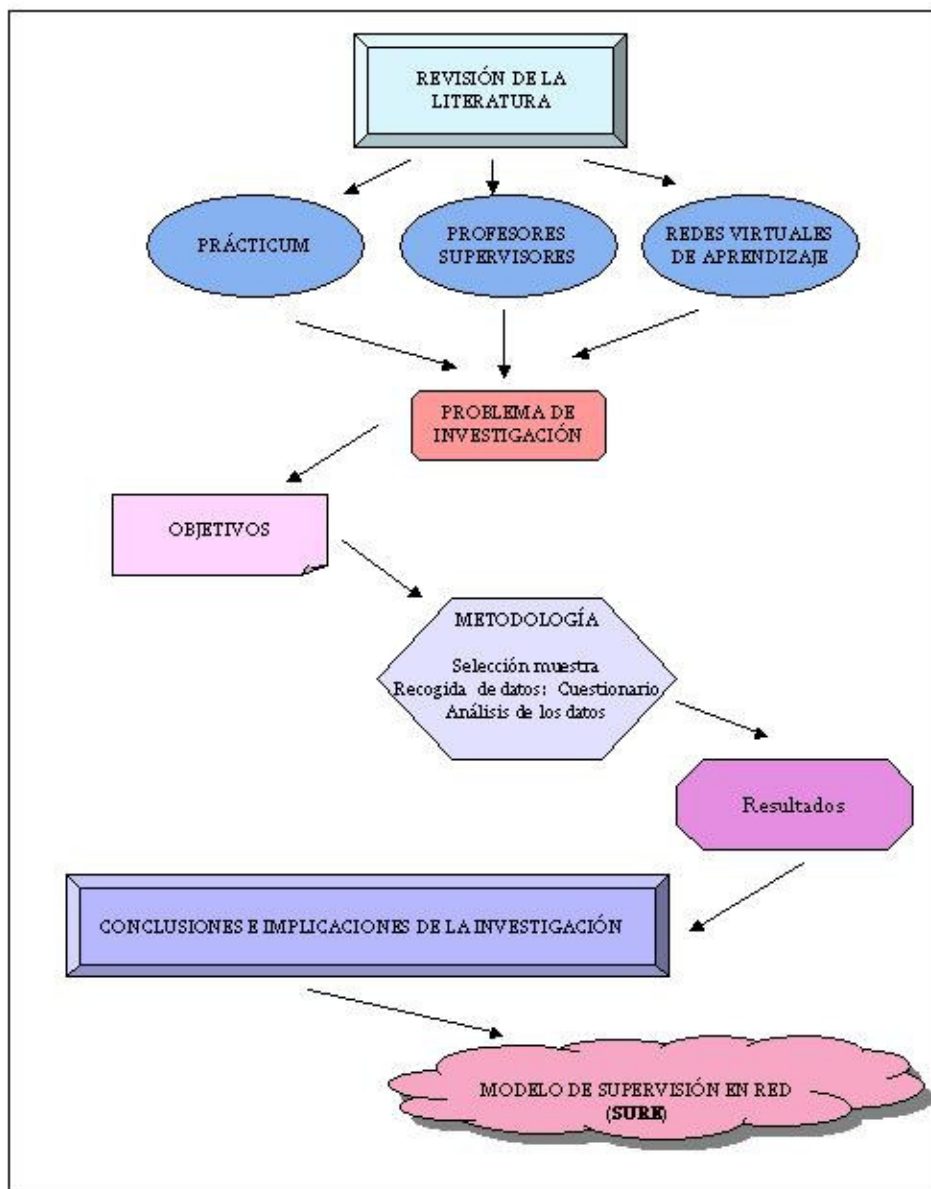 REVISIÓN DE LA
LITERATURA
PRÁCTICUM
PROFESORES
SUPERVISORES
REDES VIRTUALES
DE APRENDIZAJE
PROBLEMA DE
INVESTIGACIÓN
OBJETIVOS
METODOLOGÍA
Selección muestra
Recogida de datos: Cuestionario
Análisis de los datos
Resultados
CONCLUSIONES E IMPLICACIONES DE LA INVESTIGACIÓN
MODELO DE SUPERVISIÓN EN RED
(SURE)